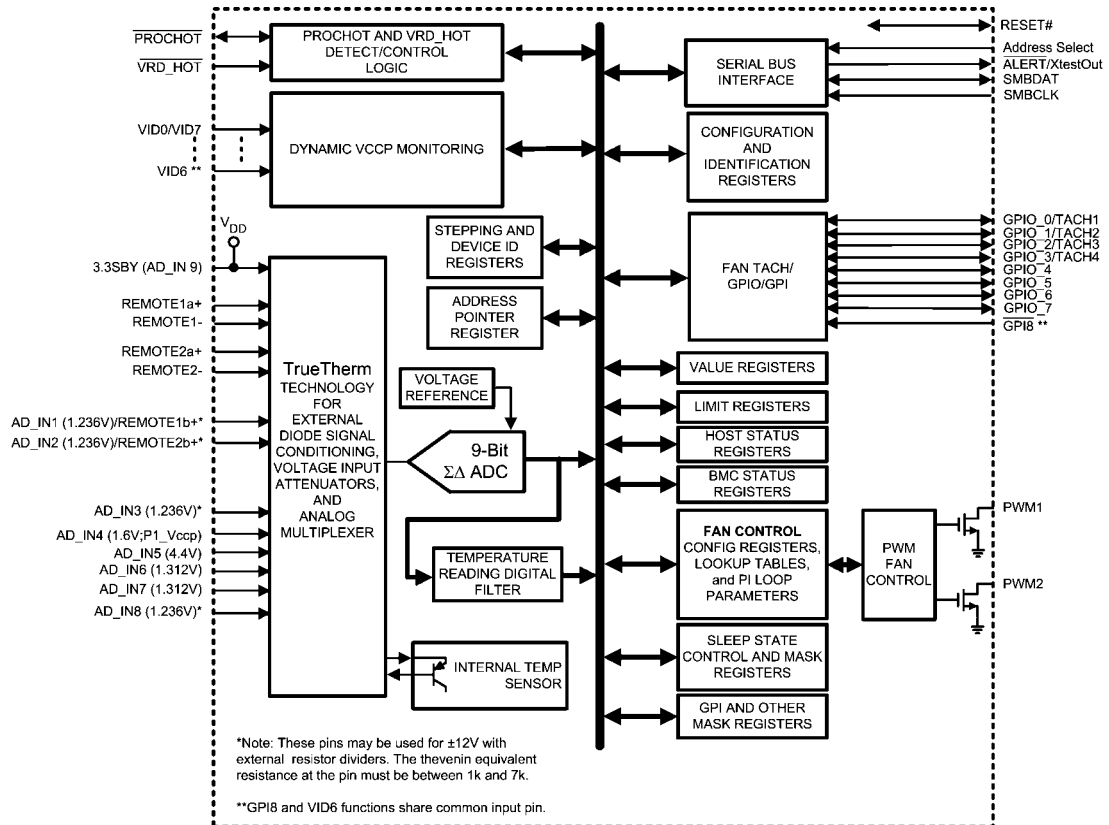 PROCHOT
VRD_HOT
PROCHOT AND VRD_HOT
DETECT/CONTROL
LOGIC
VID0/VID7
VID6 **
DYNAMIC VCCP MONITORING
VDD
3.3SBY (AD_IN 9)
REMOTE1a+
REMOTE1-
REMOTE2a+
REMOTE2-
AD_IN1 (1.236V)/REMOTE1b+*
AD_IN2 (1.236V)/REMOTE2b+*
AD_IN3 (1.236V)*
AD_IN4 (1.6V;P1_Vccp)
AD_IN5 (4.4V)
AD_IN6 (1.312V)
AD_IN7 (1.312V)
AD_IN8 (1.236V)*
TrueTherm
TECHNOLOGY
FOR
EXTERNAL
DIODE SIGNAL
CONDITIONING,
VOLTAGE INPUT
ATTENUATORS,
AND
ANALOG
MULTIPLEXER
STEPPING AND
DEVICE ID
REGISTERS
ADDRESS
POINTER
REGISTER
VOLTAGE
REFERENCE
9-Bit
ΣΔ ADC
TEMPERATURE
READING DIGITAL
FILTER
INTERNAL TEMP
SENSOR
SERIAL BUS
INTERFACE
CONFIGURATION
AND
IDENTIFICATION
REGISTERS
FAN TACH/
GPIO/GPI
VALUE REGISTERS
LIMIT REGISTERS
HOST STATUS
REGISTERS
BMC STATUS
REGISTERS
FAN CONTROL
CONFIG REGISTERS,
LOOKUP TABLES,
and PI LOOP
PARAMETERS
PWM
FAN
CONTROL
SLEEP STATE
CONTROL AND MASK
REGISTERS
GPI AND OTHER
MASK REGISTERS
RESET#
Address Select
ALERT/XtestOut
SMBDAT
SMBCLK
GPIO_0/TACH1
GPIO_1/TACH2
GPIO_2/TACH3
GPIO_3/TACH4
GPIO_4
GPIO_5
GPIO_6
GPIO_7
GPI8 **
PWM1
PWM2
*Note: These pins may be used for ±12V with
external resistor dividers. The thevenin equivalent
resistance at the pin must be between 1k and 7k.
**GPI8 and VID6 functions share common input pin.